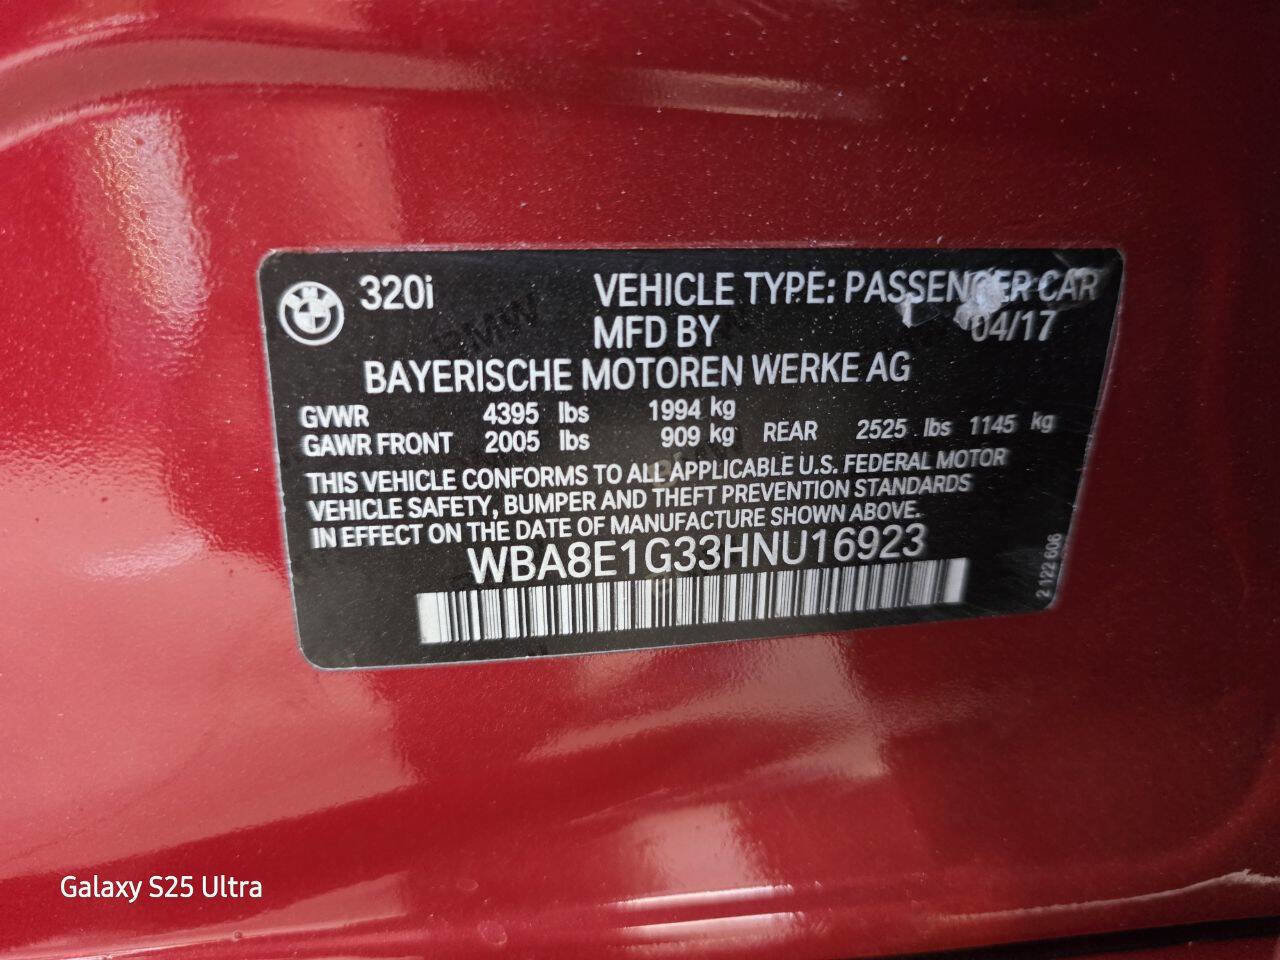 320i VEHICLE TYPE: PASSENGER CAR
MFD BY 04/17
BAYERISCHE MOTOREN WERKE AG
GVWR 4395 lbs 1994 kg
GAWR FRONT 2005 lbs 909 kg REAR 2525 lbs 1145 kg
THIS VEHICLE CONFORMS TO ALL APPLICABLE U.S. FEDERAL MOTOR
VEHICLE SAFETY, BUMPER AND THEFT PREVENTION STANDARDS
IN EFFECT ON THE DATE OF MANUFACTURE SHOWN ABOVE.
WBA8E1G33HNU16923
2 122 606
Galaxy S25 Ultra